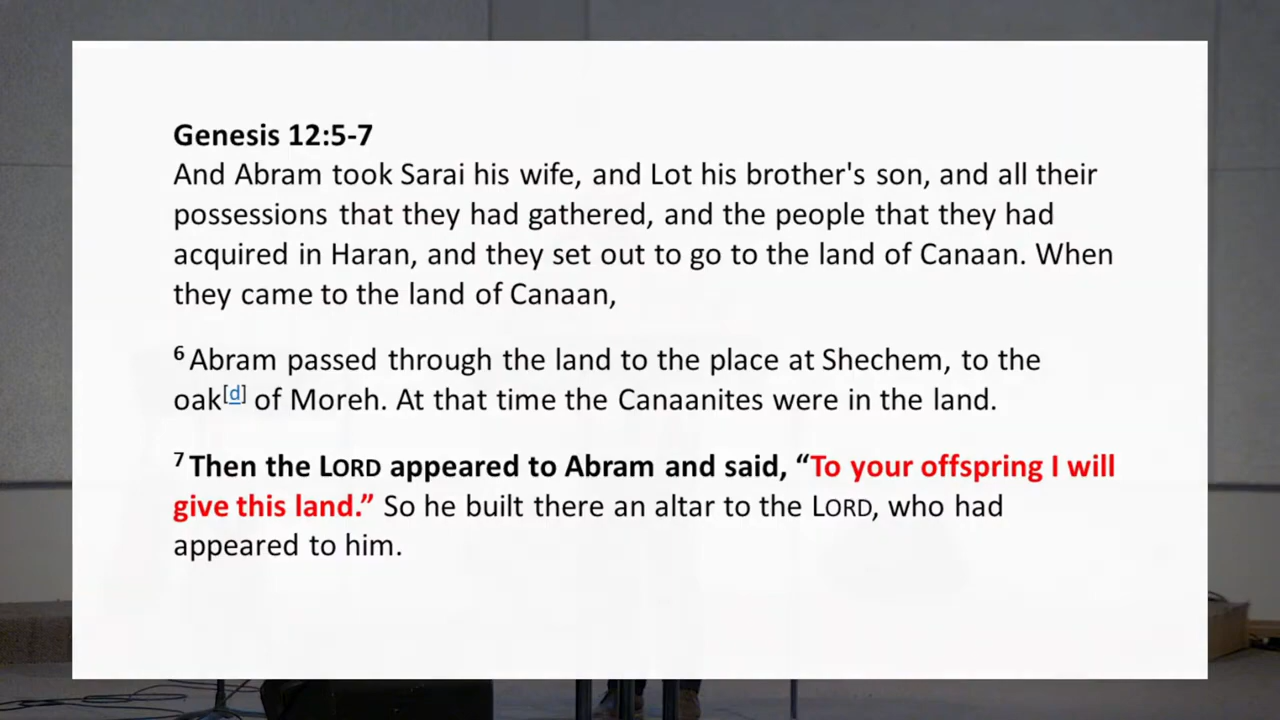 Genesis 12:5-7
And Abram took Sarai his wife, and Lot his brother's son, and all their
possessions that they had gathered, and the people that they had
acquired in Haran, and they set out to go to the land of Canaan. When
they came to the land of Canaan,
6 Abram passed through the land to the place at Shechem, to the
oak[d] of Moreh. At that time the Canaanites were in the land.
7 Then the LORD appeared to Abram and said, “To your offspring I will
give this land.” So he built there an altar to the LORD, who had
appeared to him.